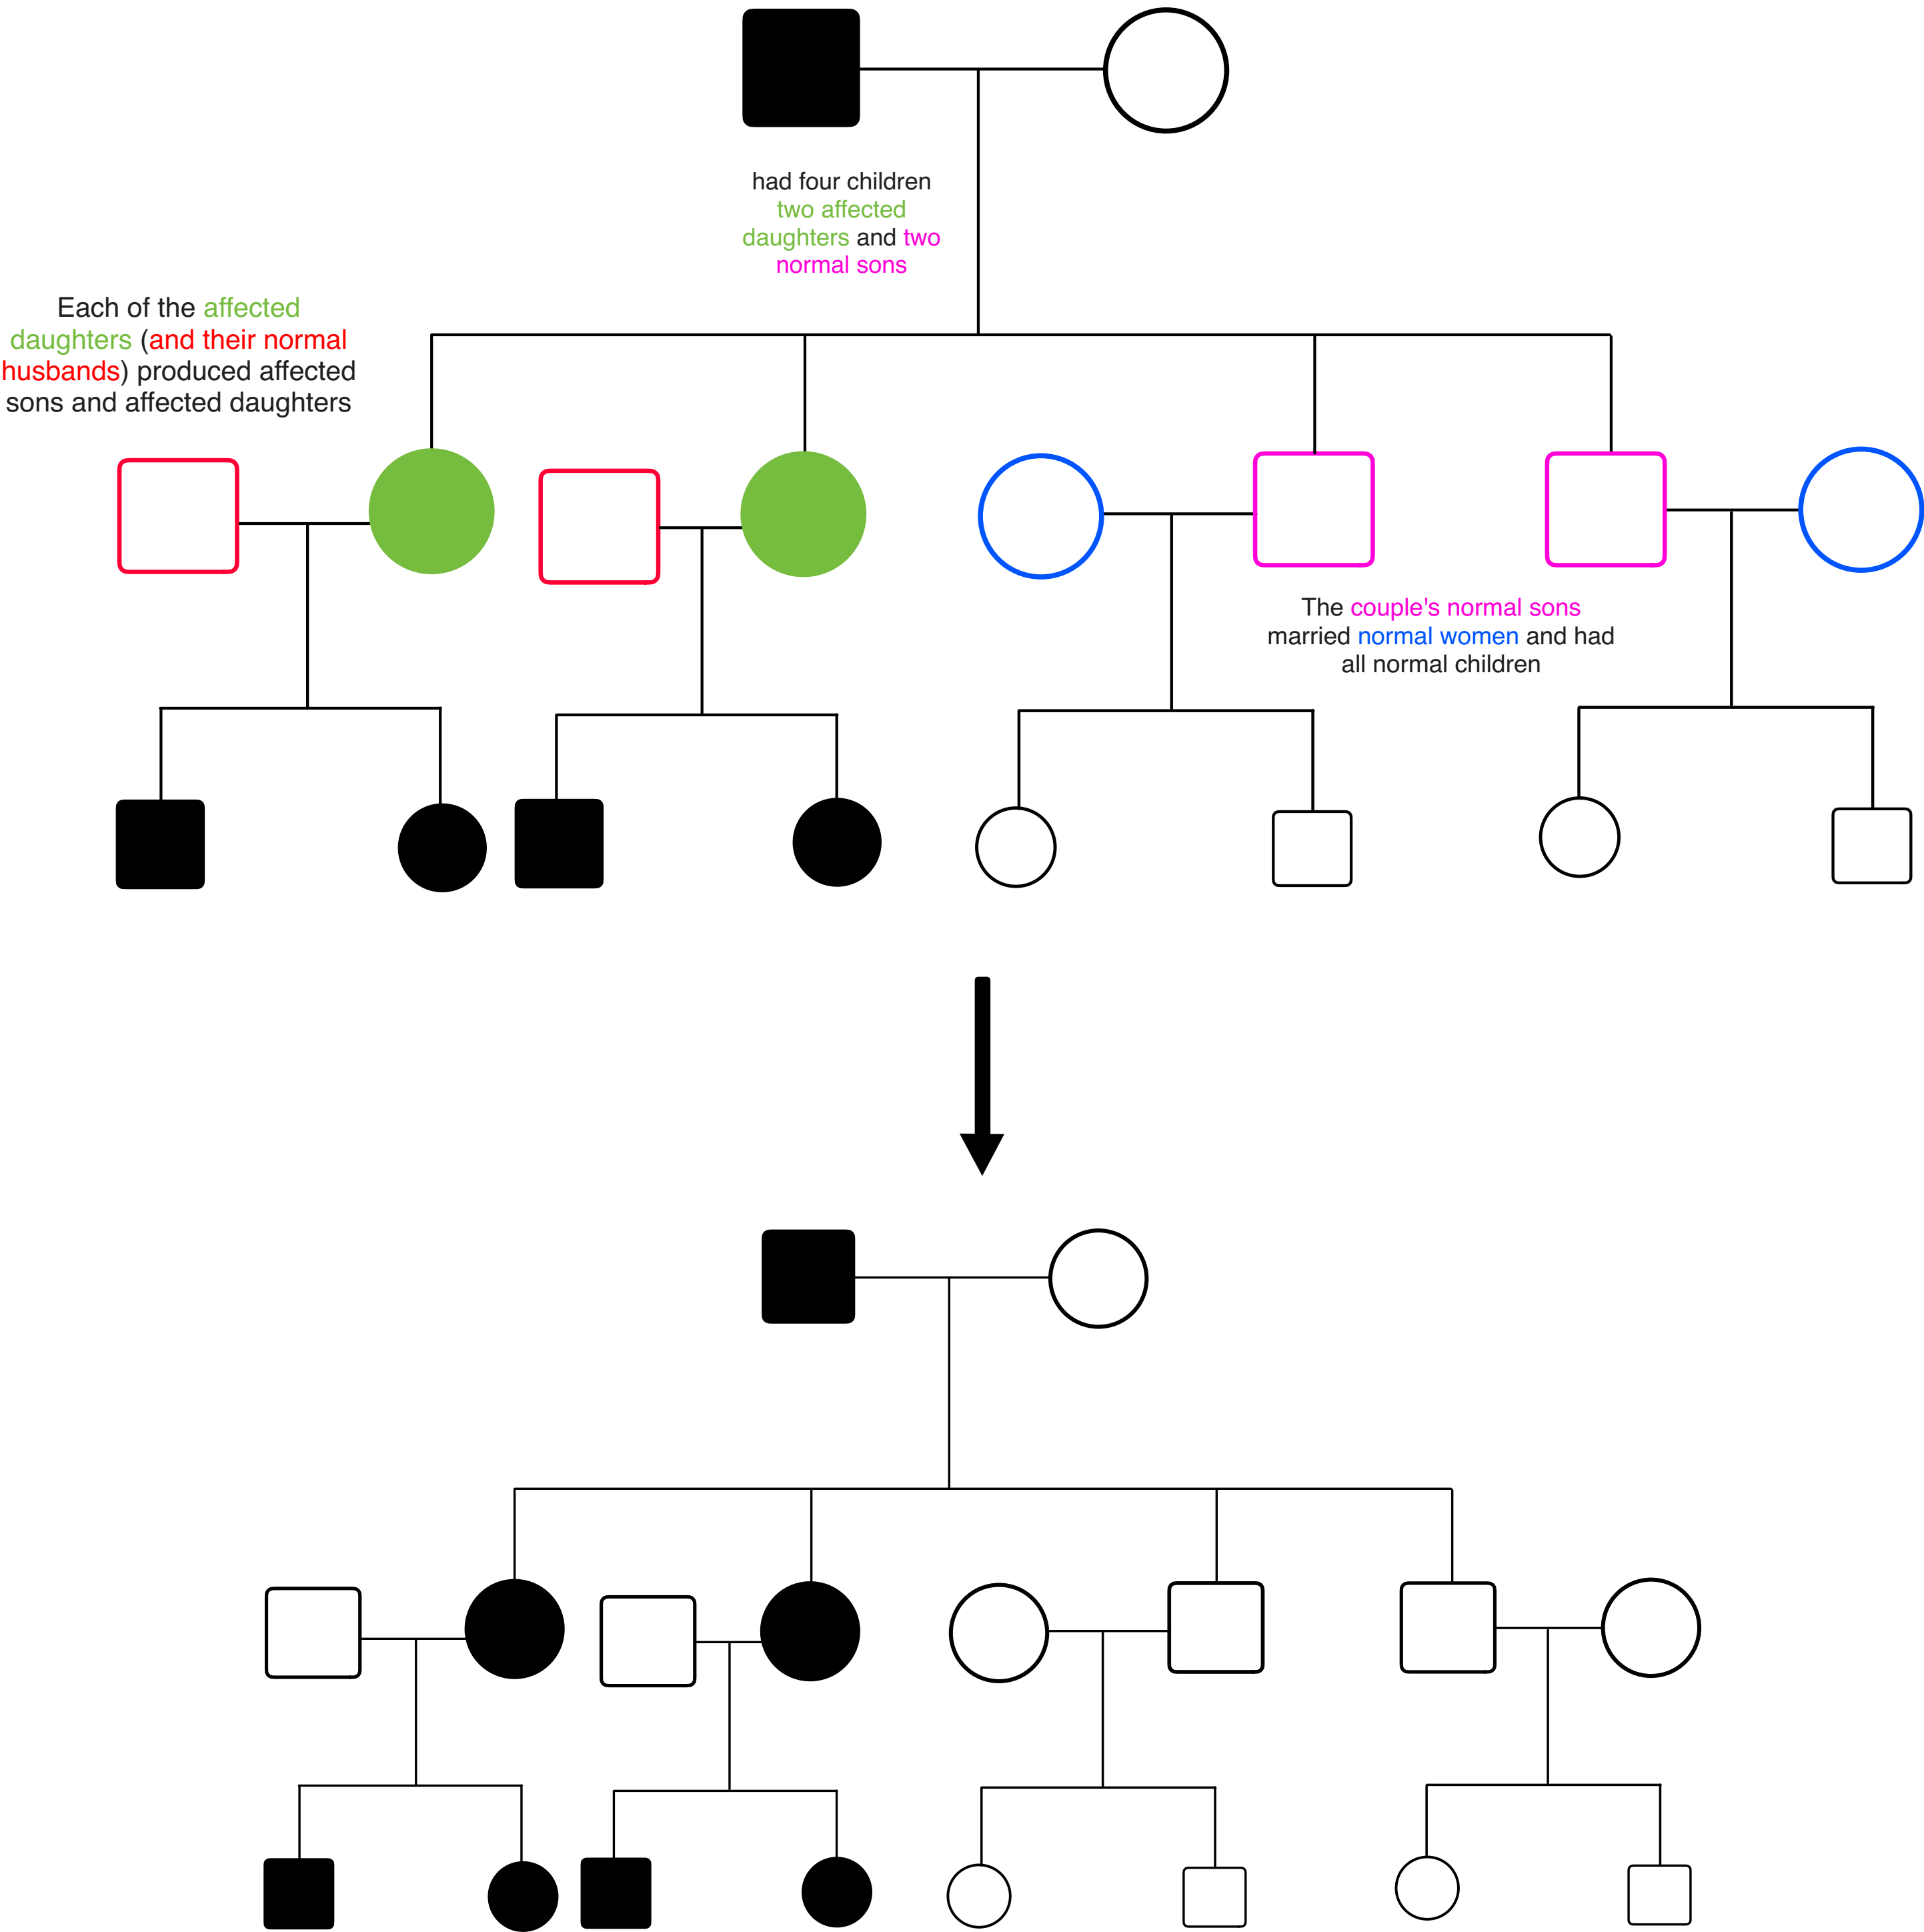 had four children
two affected
daughters and two
normal sons
Each of the affected
daughters (and their normal
husbands) produced affected
sons and affected daughters
The couple's normal sons
married normal women and had
all normal children